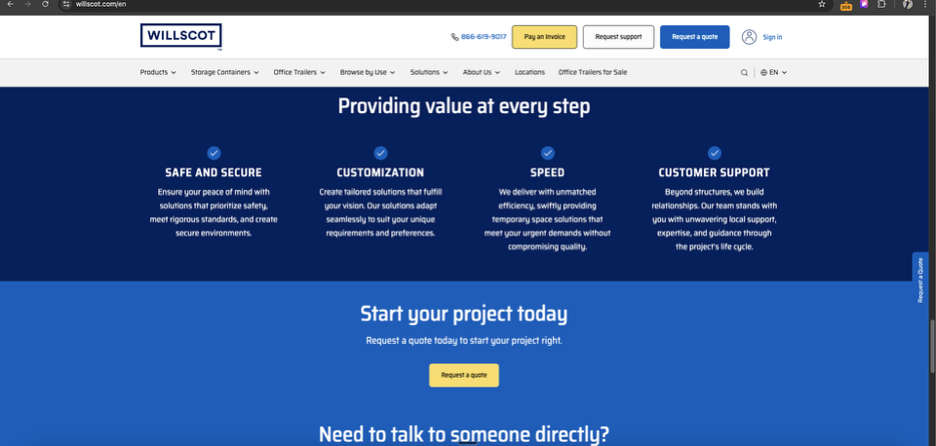 willscot.com/en
WILLSCOT
866-619-9017
Pay an Invoice
Request support
Request a quote
Sign in
Products
Storage Containers
Office Trailers
Browse by Use
Solutions
About Us
Locations
Office Trailers for Sale
EN
Providing value at every step
SAFE AND SECURE
Ensure your peace of mind with
solutions that prioritize safety,
meet rigorous standards, and create
secure environments.
CUSTOMIZATION
Create tailored solutions that fulfill
your vision. Our solutions adapt
seamlessly to suit your unique
requirements and preferences.
SPEED
We deliver with unmatched
efficiency, swiftly providing
temporary space solutions that
meet your urgent demands without
compromising quality.
CUSTOMER SUPPORT
Beyond structures, we build
relationships. Our team stands with
you with unwavering local support,
expertise, and guidance through
the project's life cycle.
Request a Quote
Start your project today
Request a quote today to start your project right.
Request a quote
Need to talk to someone directly?